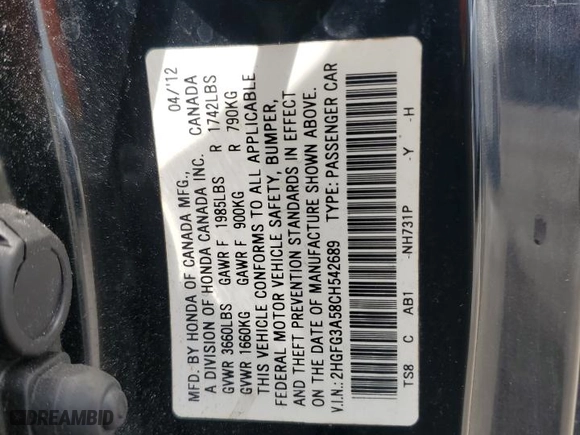 MFD. BY HONDA OF CANADA MFG., 04/'12
A DIVISION OF HONDA CANADA INC. CANADA
GVWR 3660LBS GAWR F 1985LBS R 1742LBS
GVWR 1660KG GAWR F 900KG R 790KG
THIS VEHICLE CONFORMS TO ALL APPLICABLE
FEDERAL MOTOR VEHICLE SAFETY, BUMPER,
AND THEFT PREVENTION STANDARDS IN EFFECT
ON THE DATE OF MANUFACTURE SHOWN ABOVE.
V.I.N.: 2HGFG3A58CH542689 TYPE: PASSENGER CAR
TS8 C AB1 -NH731P -Y -H
DREAMBID